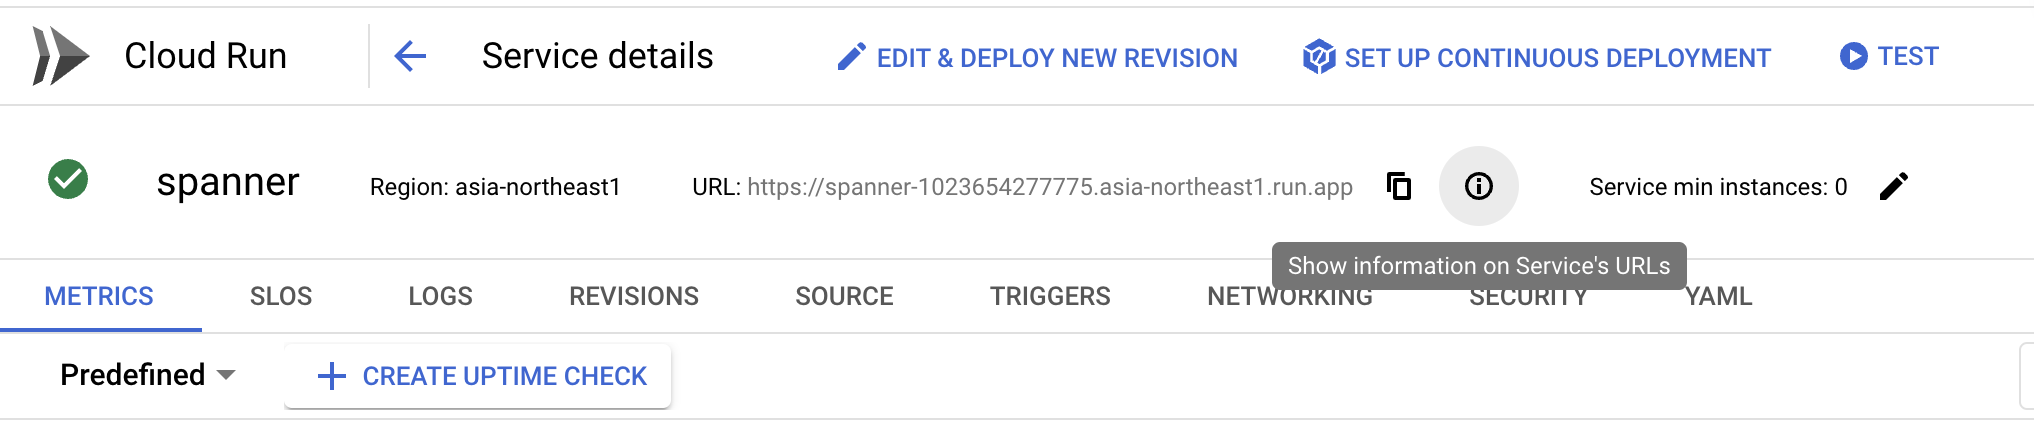 Cloud Run
Service details
EDIT & DEPLOY NEW REVISION
SET UP CONTINUOUS DEPLOYMENT
TEST
spanner
Region: asia-northeast1
URL: https://spanner-1023654277775.asia-northeast1.run.app
Service min instances: 0
Show information on Service's URLs
METRICS
SLOS
LOGS
REVISIONS
SOURCE
TRIGGERS
NETWORKING
SECURITY
YAML
Predefined
CREATE UPTIME CHECK